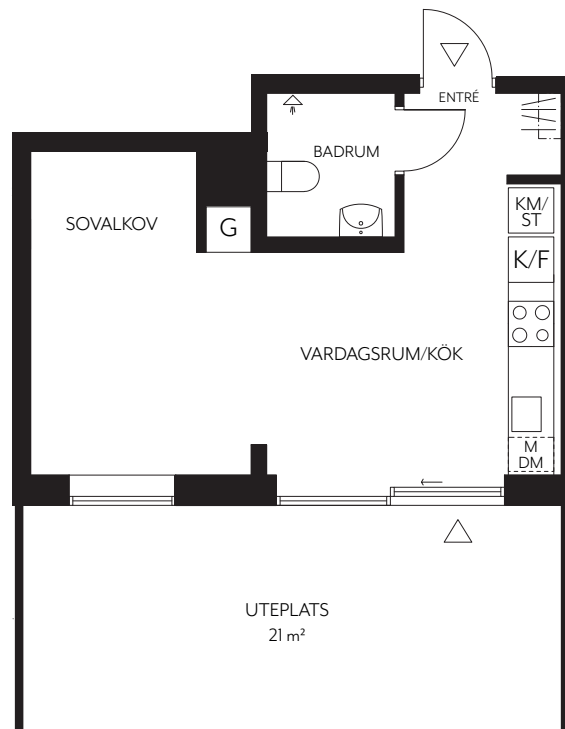 ENTRÉ
BADRUM
SOVALKOV
G
KM/
ST
K/F
VARDAGSRUM/KÖK
M
DM
UTEPLATS
21 m²